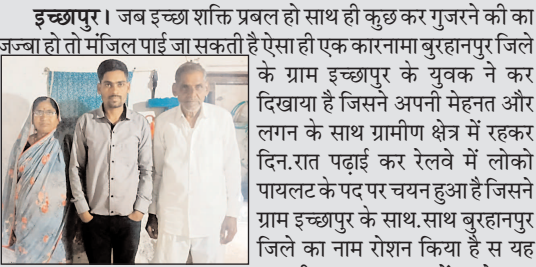 इच्छापुर। जब इच्छा शक्ति प्रबल हो साथ ही कुछ कर गुजरने की का
जज्बा हो तो मंजिल पाई जा सकती है ऐसा ही एक कारनामा बुरहानपुर जिले
के ग्राम इच्छापुर के युवक ने कर
दिखाया है जिसने अपनी मेहनत और
लगन के साथ ग्रामीण क्षेत्र में रहकर
दिन.रात पढ़ाई कर रेलवे में लोको
पायलट के पद पर चयन हुआ है जिसने
ग्राम इच्छापुर के साथ.साथ बुरहानपुर
जिले का नाम रोशन किया है स यह